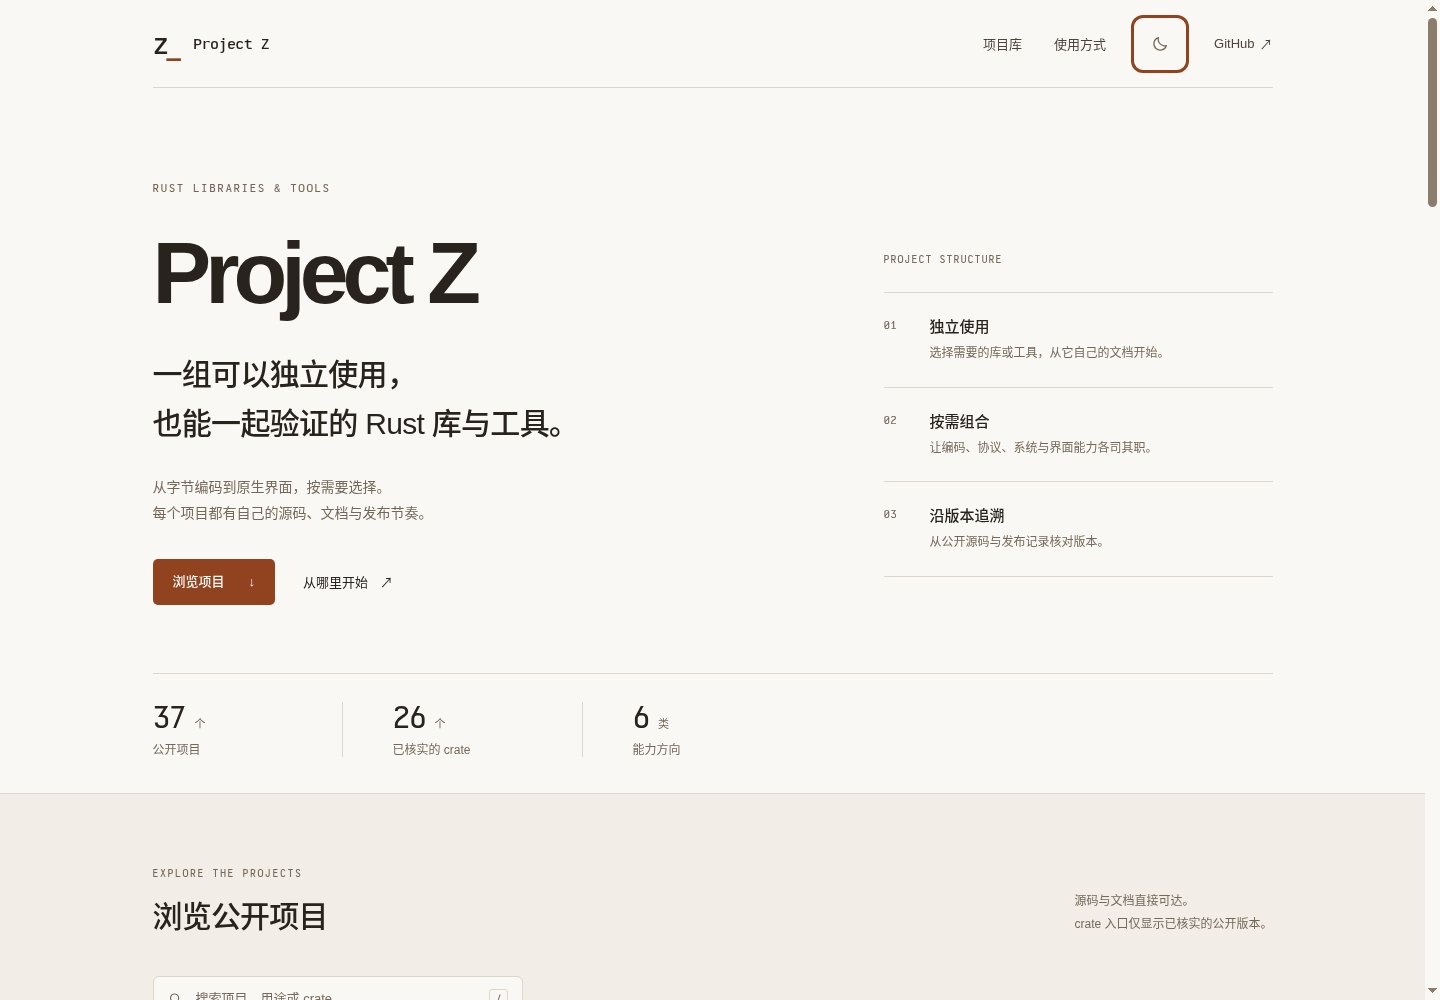 Z_ Project Z
项目库 使用方式 GitHub ↗
RUST LIBRARIES & TOOLS
Project Z
一组可以独立使用，
也能一起验证的 Rust 库与工具。
从字节编码到原生界面，按需要选择。
每个项目都有自己的源码、文档与发布节奏。
浏览项目 ↓ 从哪里开始 ↗
PROJECT STRUCTURE
01 独立使用
选择需要的库或工具，从它自己的文档开始。
02 按需组合
让编码、协议、系统与界面能力各司其职。
03 沿版本追溯
从公开源码与发布记录核对版本。
37 个
公开项目
26 个
已核实的 crate
6 类
能力方向
EXPLORE THE PROJECTS
浏览公开项目
源码与文档直接可达。
crate 入口仅显示已核实的公开版本。
搜索项目、用途或 crate /